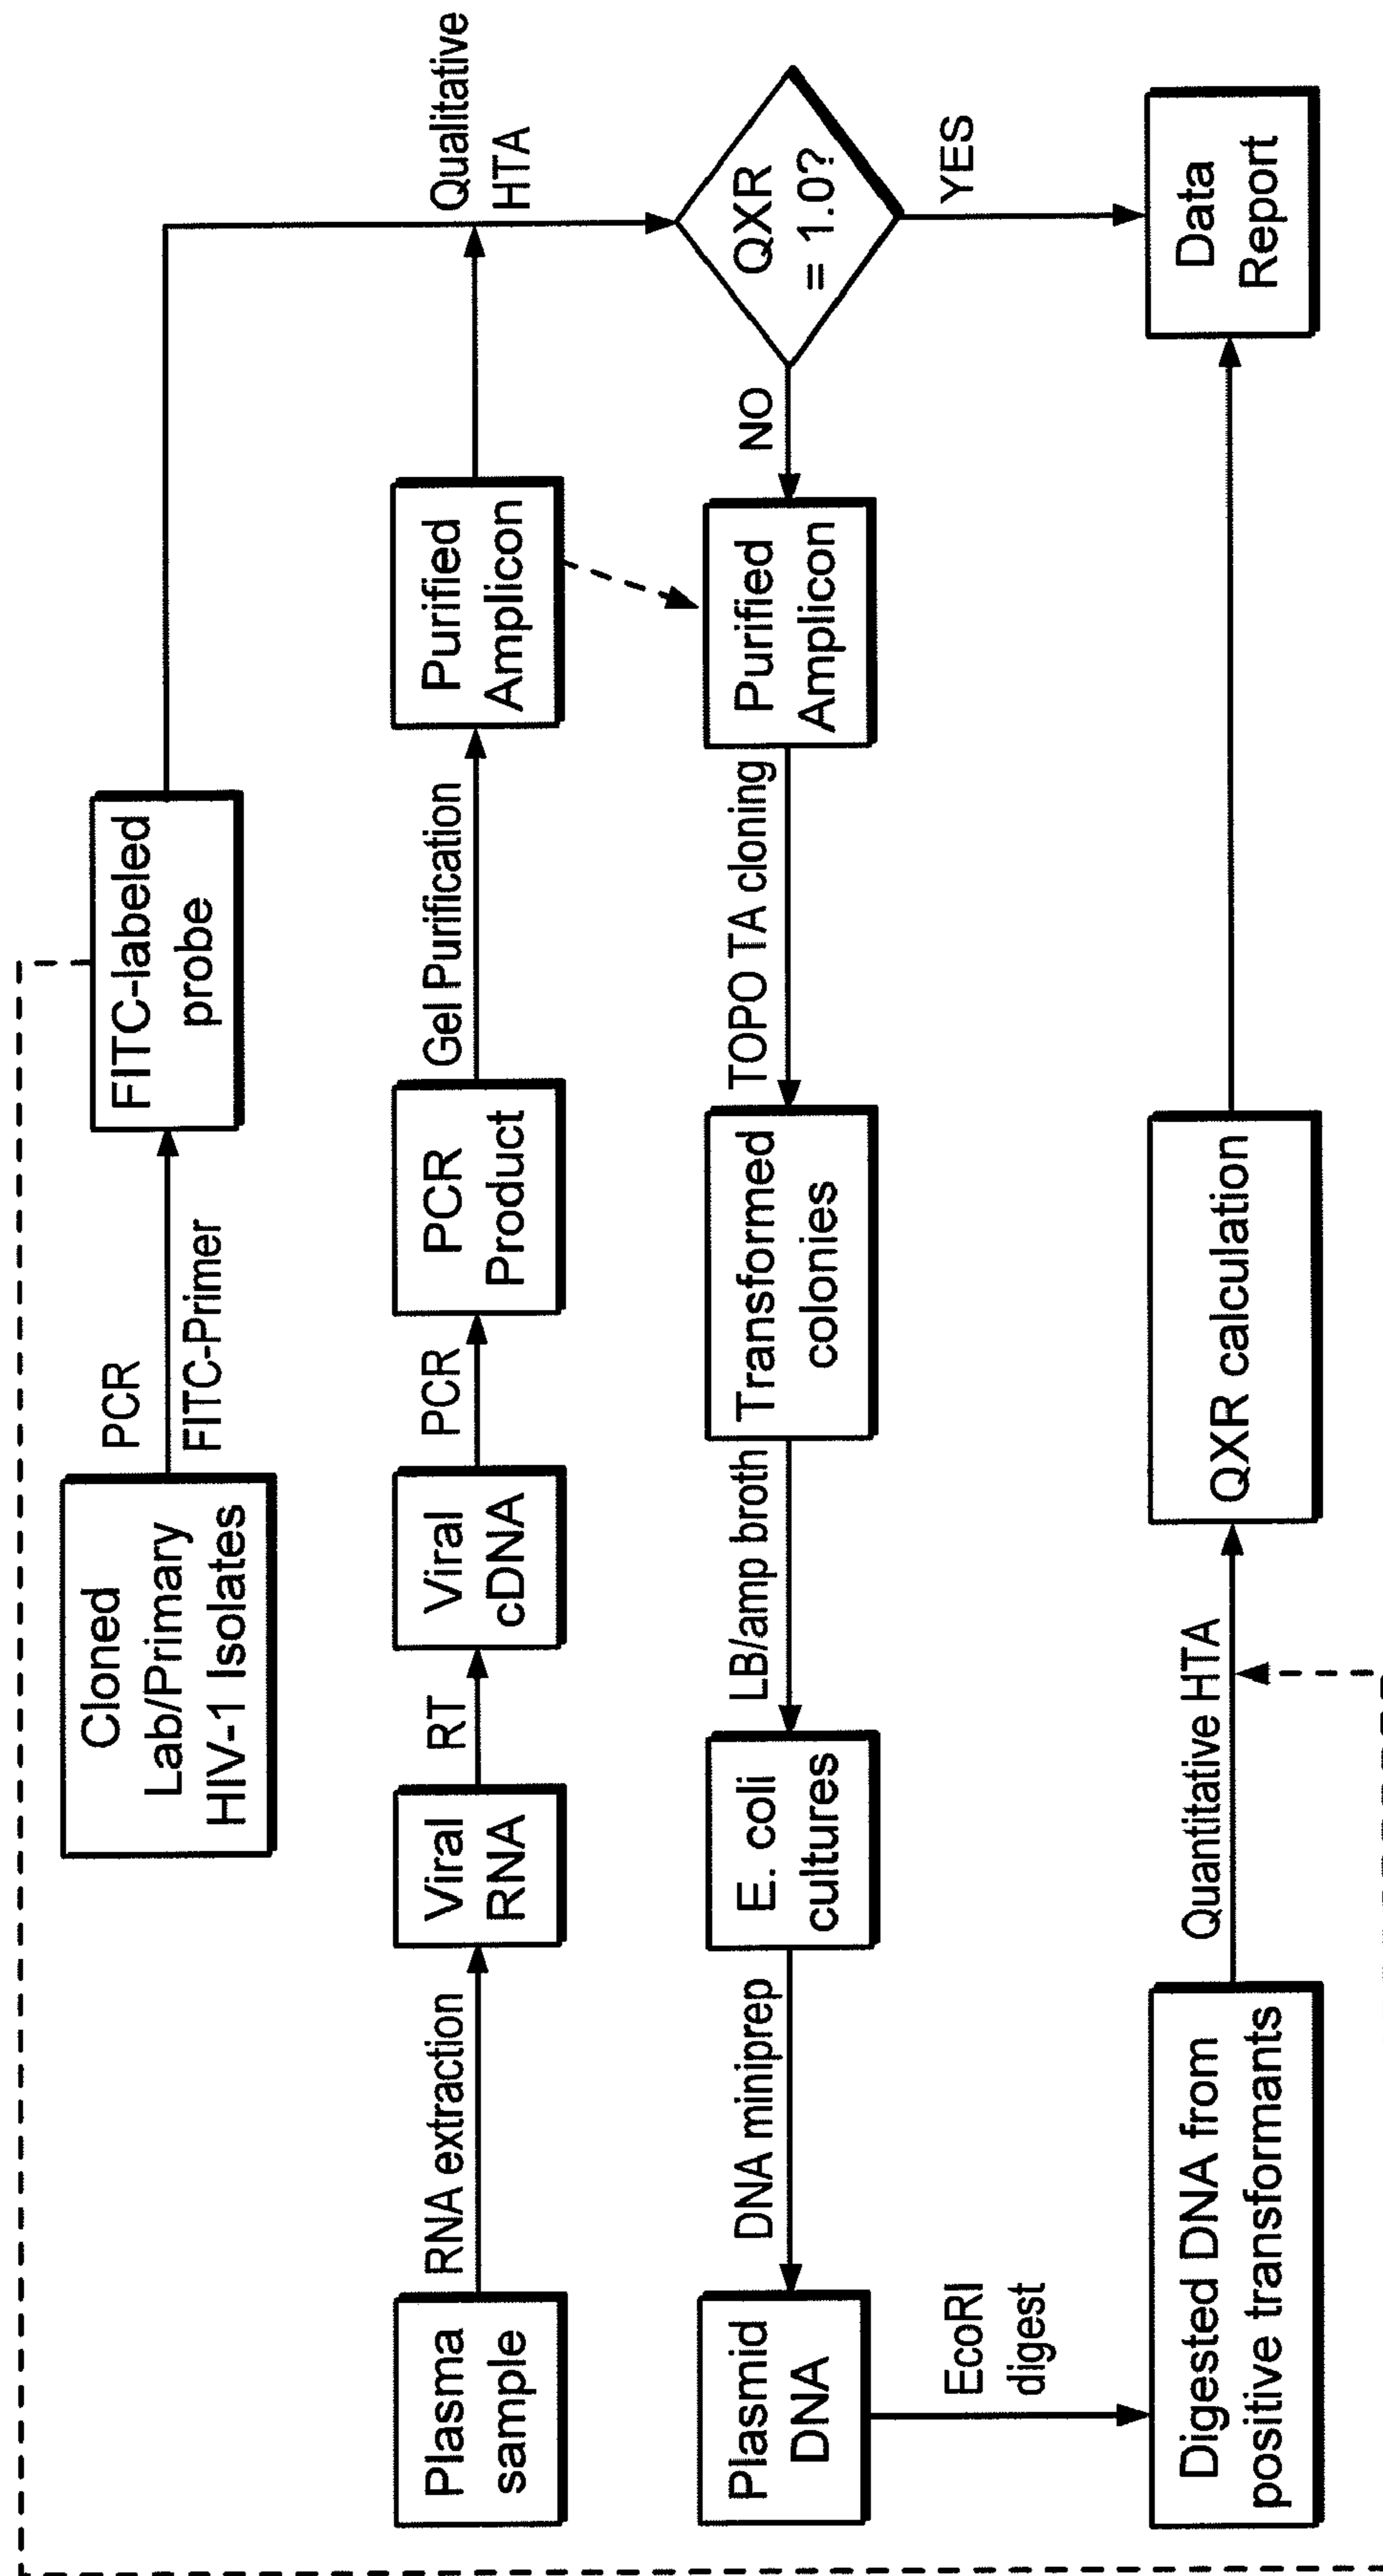 Cloned
Lab/Primary
HIV-1 Isolates
PCR
FITC-Primer
FITC-labeled
probe
Plasma
sample
RNA extraction
Viral
RNA
RT
Viral
cDNA
PCR
PCR
Product
Gel Purification
Purified
Amplicon
Qualitative
HTA
QXR
= 1.0?
NO
YES
Purified
Amplicon
TOPO TA cloning
Transformed
colonies
LB/amp broth
E. coli
cultures
DNA miniprep
Plasmid
DNA
EcoRI
digest
Digested DNA from
positive transformants
Quantitative HTA
QXR calculation
Data
Report